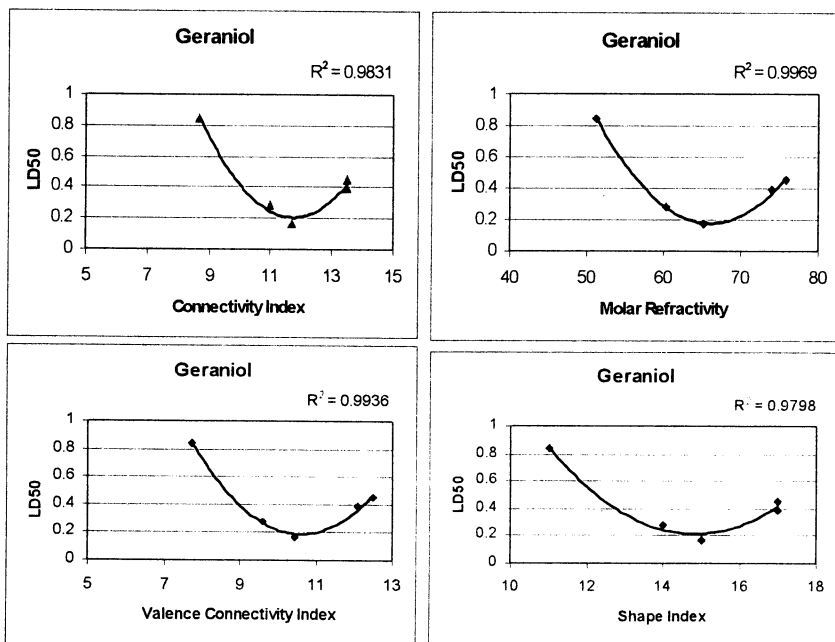 Geraniol
R² = 0.9831
1
0.8
0.6
0.4
0.2
0
LD50
5 7 9 11 13 15
Connectivity Index
Geraniol
R² = 0.9969
1
0.8
0.6
0.4
0.2
0
LD50
40 50 60 70 80
Molar Refractivity
Geraniol
R² = 0.9936
1
0.8
0.6
0.4
0.2
0
LD50
5 7 9 11 13
Valence Connectivity Index
Geraniol
R² = 0.9798
1
0.8
0.6
0.4
0.2
0
LD50
10 12 14 16 18
Shape Index